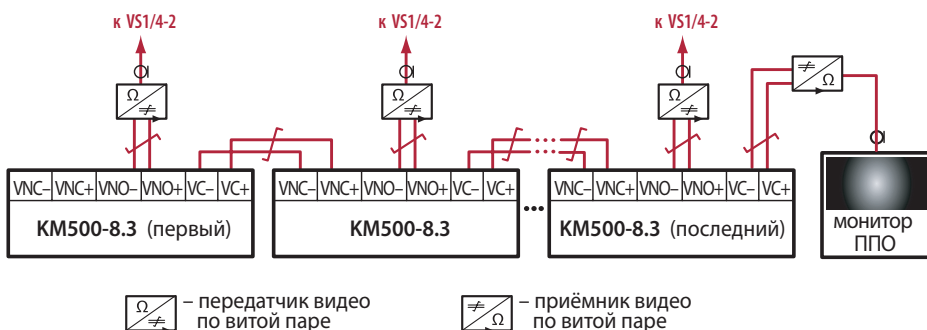 к VS1/4-2 к VS1/4-2 к VS1/4-2
Ω Ω Ω Ω
VNC– VNC+ VNO– VNO+ VC– VC+ VNC– VNC+ VNO– VNO+ VC– VC+ VNC– VNC+ VNO– VNO+ VC– VC+
КМ500-8.3 (первый) КМ500-8.3 ... КМ500-8.3 (последний) монитор
ППО
Ω – передатчик видео Ω – приёмник видео
по витой паре по витой паре